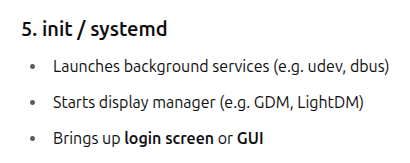 5. init / systemd
• Launches background services (e.g. udev, dbus)
• Starts display manager (e.g. GDM, LightDM)
• Brings up login screen or GUI